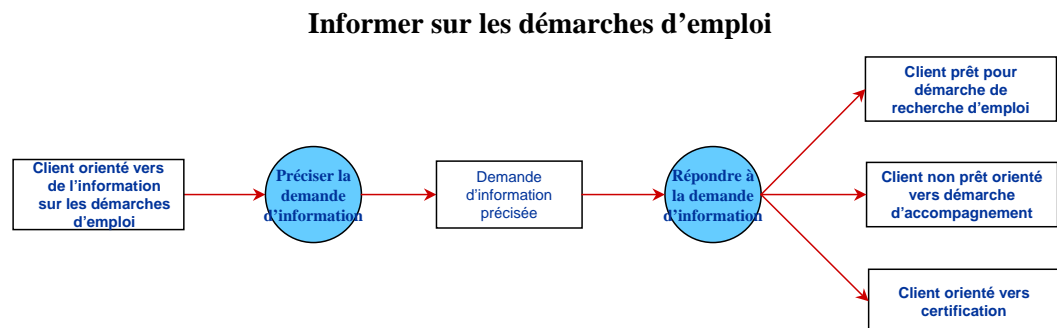 Informer sur les démarches d’emploi
Client orienté vers
de l’information
sur les démarches
d’emploi
Préciser la
demande
d’information
Demande
d’information
précisée
Répondre à
la demande
d’information
Client prêt pour
démarche de
recherche d’emploi
Client non prêt orienté
vers démarche
d’accompagnement
Client orienté vers
certification